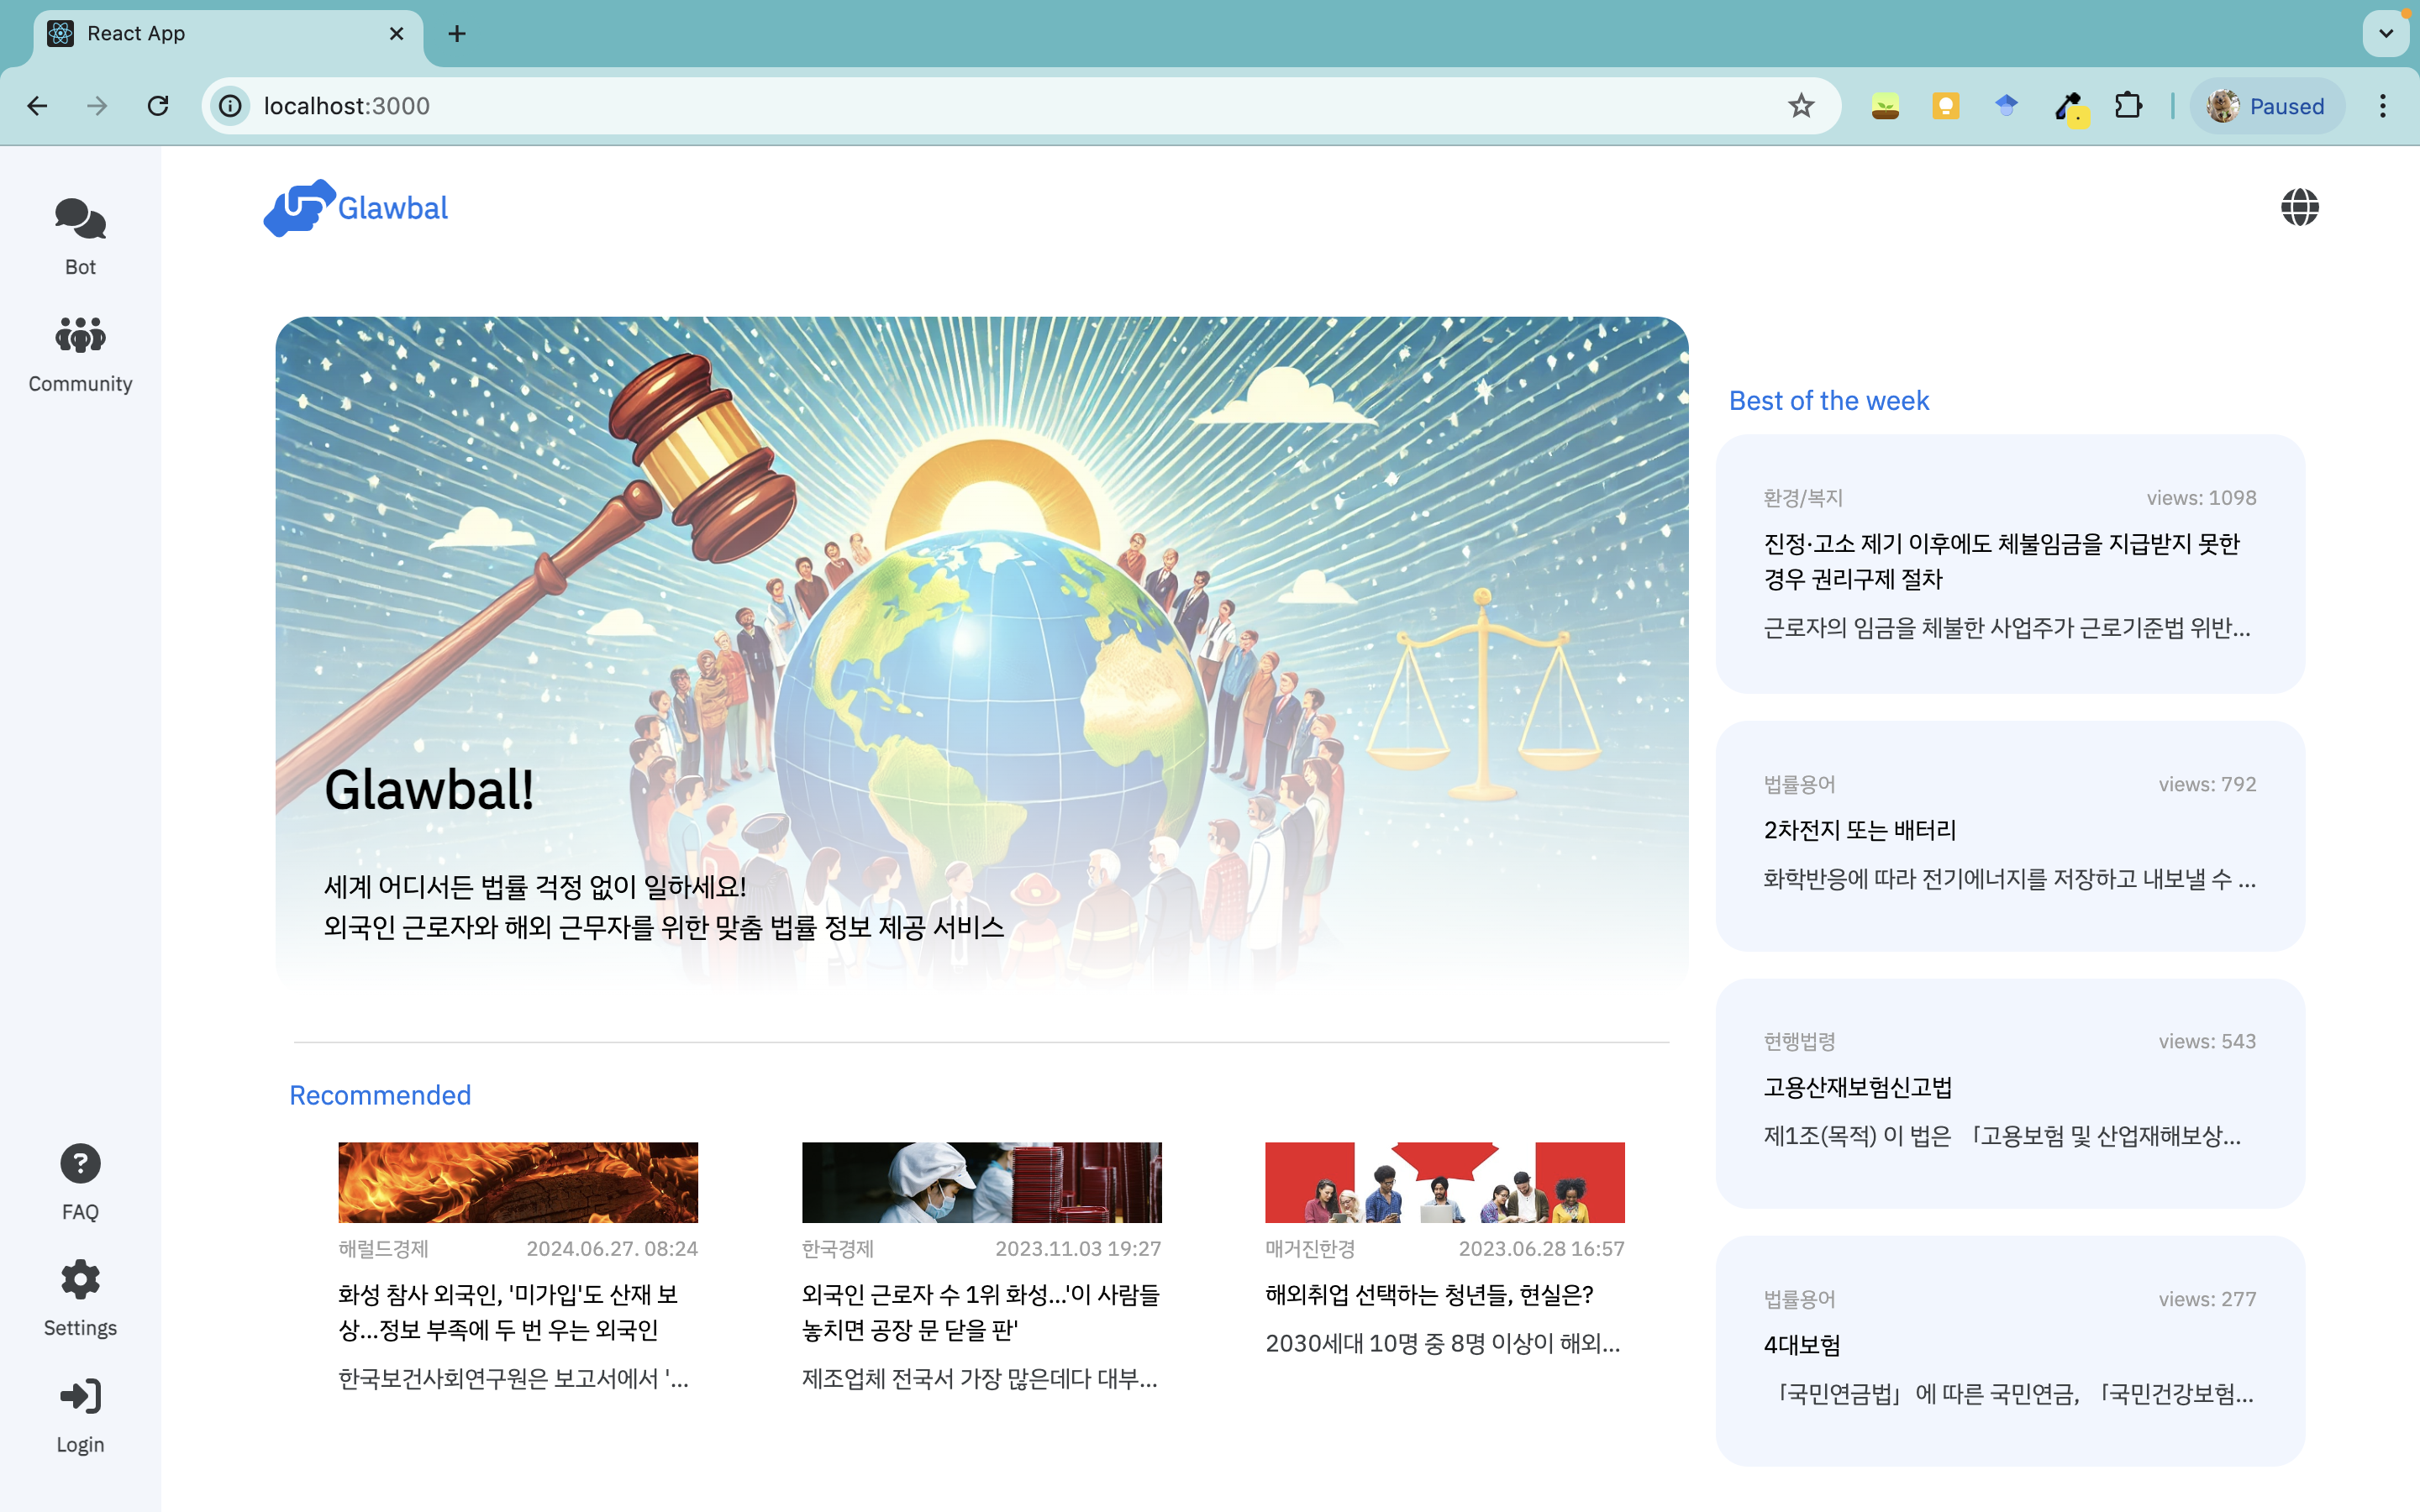 React App
localhost:3000
Paused
Bot
Community
FAQ
Settings
Login
Glawbal
Glawbal!
세계 어디서든 법률 걱정 없이 일하세요!
외국인 근로자와 해외 근무자를 위한 맞춤 법률 정보 제공 서비스
Recommended
해럴드경제 2024.06.27. 08:24
화성 참사 외국인, '미가입'도 산재 보
상...정보 부족에 두 번 우는 외국인
한국보건사회연구원은 보고서에서 '...
한국경제 2023.11.03 19:27
외국인 근로자 수 1위 화성...'이 사람들
놓치면 공장 문 닫을 판'
제조업체 전국서 가장 많은데다 대부...
매거진한경 2023.06.28 16:57
해외취업 선택하는 청년들, 현실은?
2030세대 10명 중 8명 이상이 해외...
Best of the week
환경/복지 views: 1098
진정·고소 제기 이후에도 체불임금을 지급받지 못한
경우 권리구제 절차
근로자의 임금을 체불한 사업주가 근로기준법 위반...
법률용어 views: 792
2차전지 또는 배터리
화학반응에 따라 전기에너지를 저장하고 내보낼 수 ...
현행법령 views: 543
고용산재보험신고법
제1조(목적) 이 법은 「고용보험 및 산업재해보상...
법률용어 views: 277
4대보험
「국민연금법」에 따른 국민연금, 「국민건강보험...